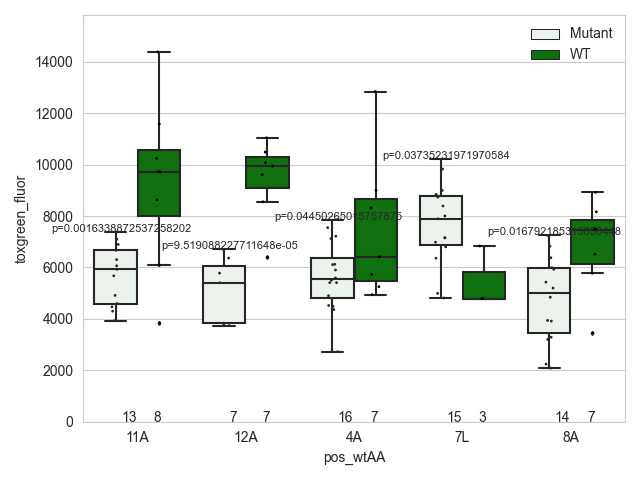 Mutant
WT
14000
12000
10000
8000
6000
4000
2000
0
toxgreen_fluor
p=0.0016338872537258202
p=9.519088227711648e-05
p=0.04450265015757875
p=0.03735231971970584
13 8 7 7 16 7 15 3 14 7
11A 12A 4A 7L 8A
pos_wtAA